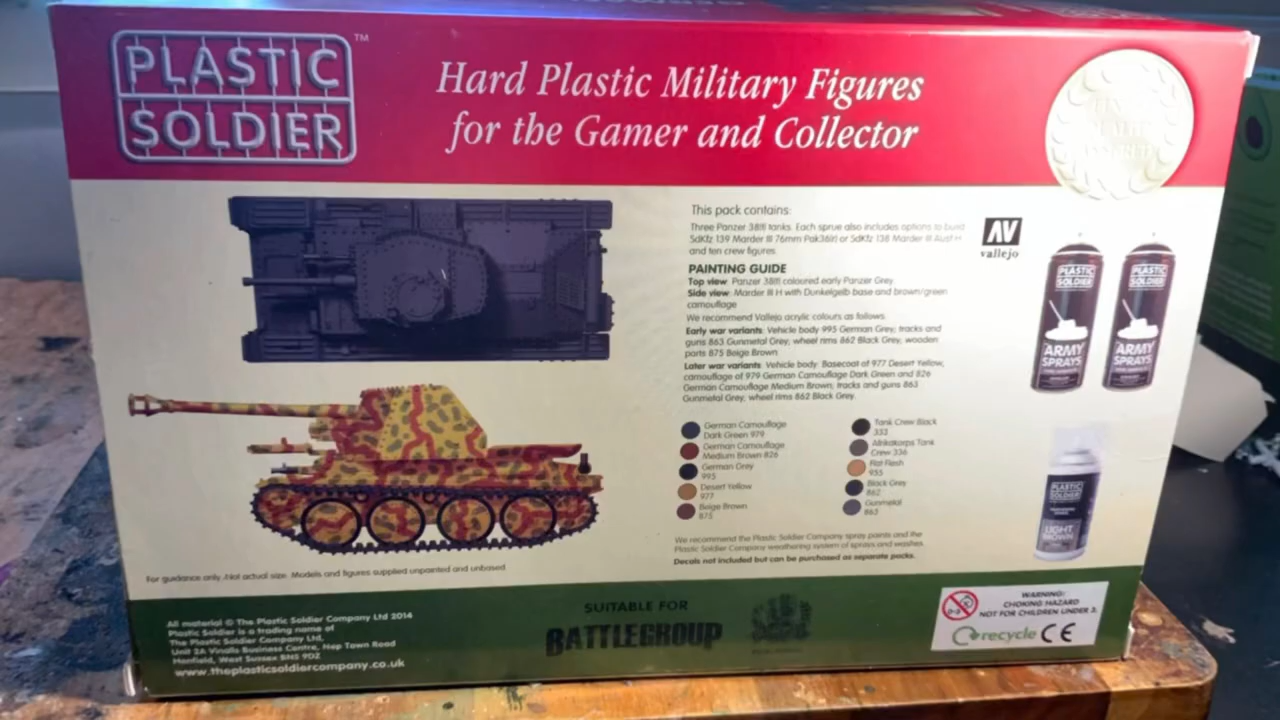 PLASTIC SOLDIER™
Hard Plastic Military Figures
for the Gamer and Collector
This pack contains:
Three Panzer 38(t) tanks. Each sprue also includes options to build
SdKfz 139 Marder III 76mm Pak36(r) or SdKfz 138 Marder III Ausf H
and ten crew figures.
PAINTING GUIDE
Top view: Panzer 38(t) coloured early Panzer Grey
Side view: Marder III H with Dunkelgelb base and brown/green
camouflage
We recommend Vallejo acrylic colours as follows
Early war variants: Vehicle body 995 German Grey, tracks and
guns 863 Gunmetal Grey, wheel rims 862 Black Grey, wooden
parts 875 Beige Brown
Later war variants: Vehicle body: Basecoat of 977 Desert Yellow,
camouflage of 979 German Camouflage Dark Green and 826
German Camouflage Medium Brown; tracks and guns 863
Gunmetal Grey, wheel rims 862 Black Grey.
AV
vallejo
PLASTIC
SOLDIER
ARMY
SPRAYS
PLASTIC
SOLDIER
ARMY
SPRAYS
German Camouflage
Dark Green 979
German Camouflage
Medium Brown 826
German Grey
995
Desert Yellow
977
Beige Brown
875
Tank Crew Black
333
Afrikakorps Tank
Crew 336
Flat Flesh
955
Black Grey
862
Gunmetal
863
PLASTIC
SOLDIER
LIGHT
BROWN
We recommend the Plastic Soldier Company spray paints and the
Plastic Soldier Company weathering system of sprays and washes
Decals not included but can be purchased as separate packs.
For guidance only. Not actual size. Models and figures supplied unpainted and unbased
All material © The Plastic Soldier Company Ltd 2014
Plastic Soldier is a trading name of
The Plastic Soldier Company Ltd,
Unit 2A Vinalls Business Centre, Nep Town Road
Henfield, West Sussex BN5 9DZ
www.theplasticsoldiercompany.co.uk
SUITABLE FOR
BATTLEGROUP
0-3
WARNING:
CHOKING HAZARD
NOT FOR CHILDREN UNDER 3.
recycle CE